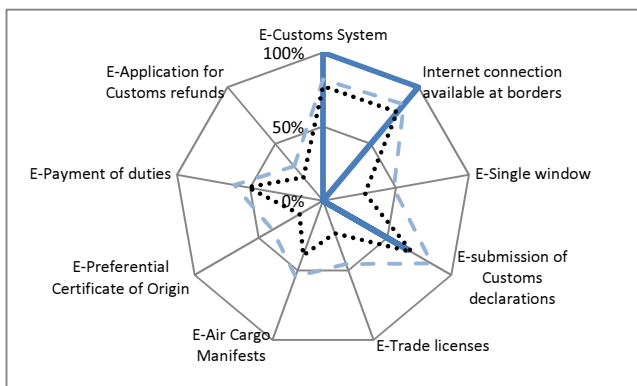 E-Customs System
100%
Internet connection
available at borders
E-Application for
Customs refunds
50%
E-Payment of duties
E-Single window
0%
E-Preferential
Certificate of Origin
E-submission of
Customs
declarations
E-Air Cargo
Manifests
E-Trade licenses